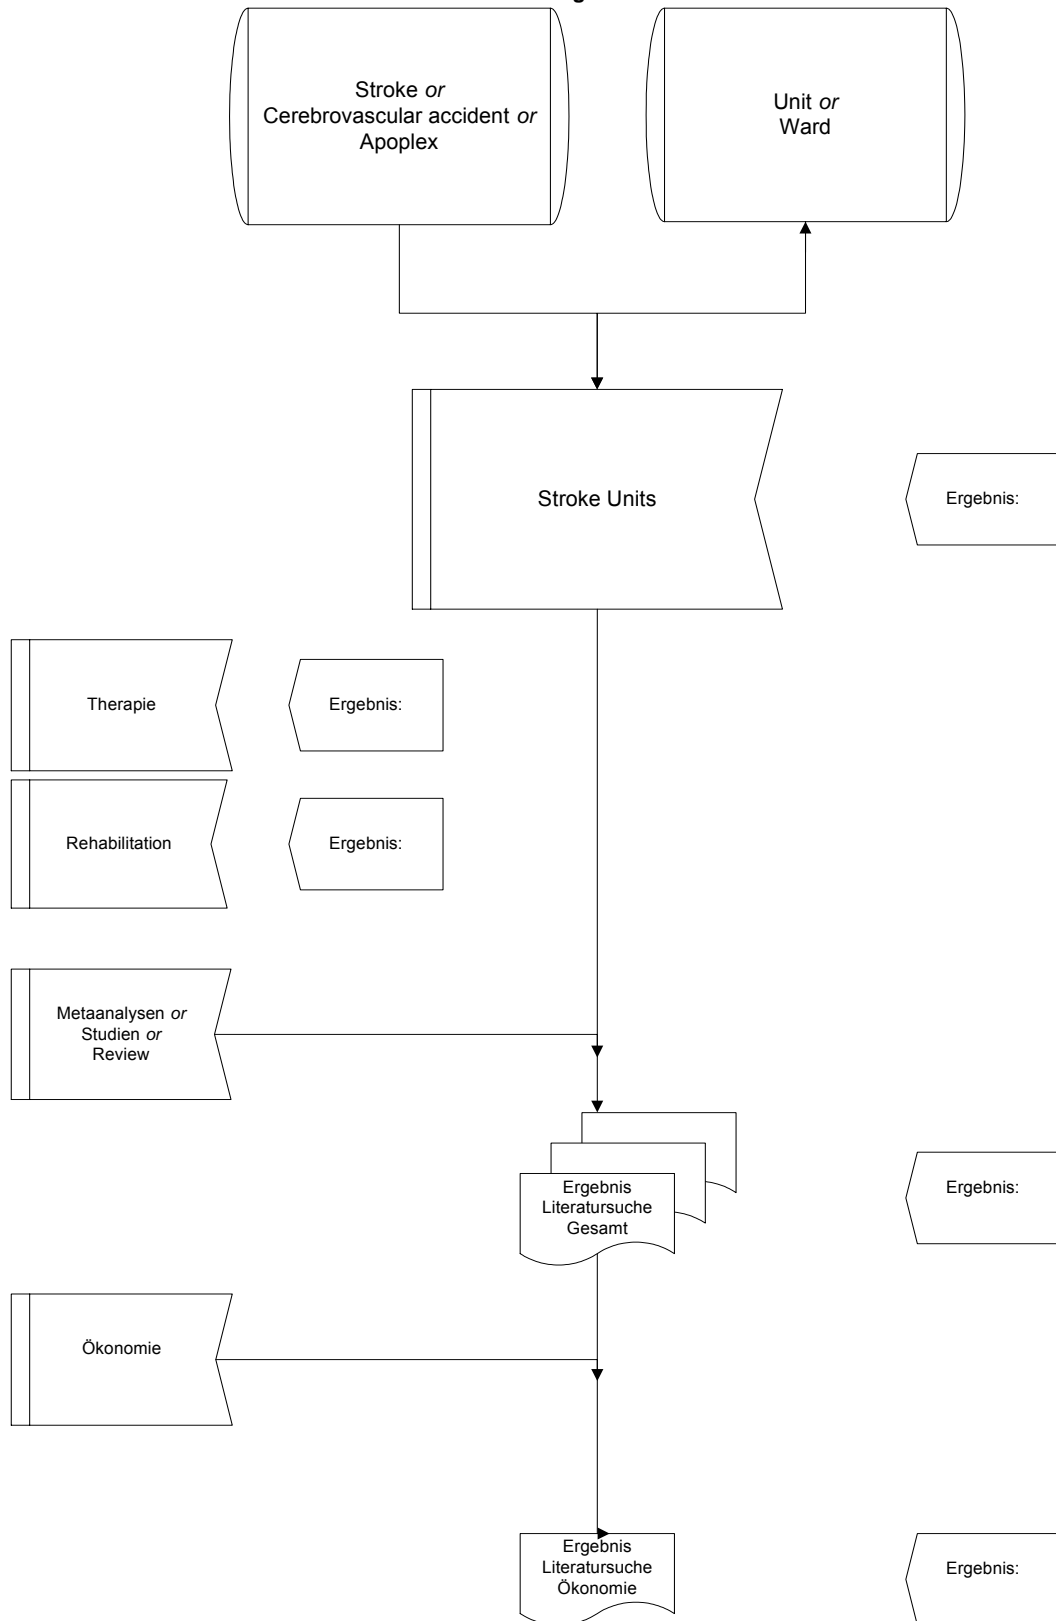 Stroke or
Cerebrovascular accident or
Apoplex
Unit or
Ward
Stroke Units
Ergebnis:
Therapie
Ergebnis:
Rehabilitation
Ergebnis:
Metaanalysen or
Studien or
Review
Ergebnis
Literatursuche
Gesamt
Ergebnis:
Ökonomie
Ergebnis
Literatursuche
Ökonomie
Ergebnis: